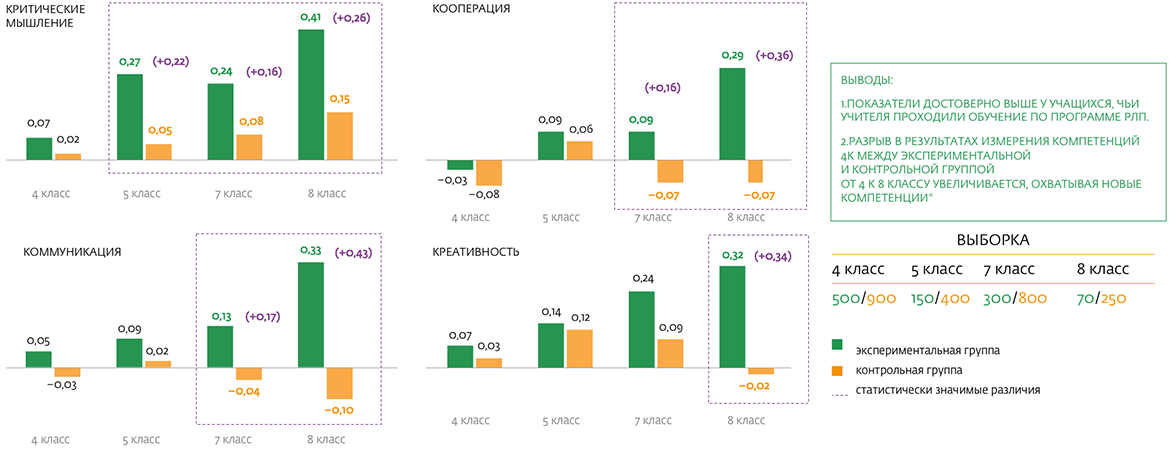 КРИТИЧЕСКИЕ
МЫШЛЕНИЕ
0,07
0,02
0,27
(+0,22)
0,05
0,24
(+0,16)
0,08
0,41
(+0,26)
0,15
4 класс
5 класс
7 класс
8 класс
КООПЕРАЦИЯ
−0,03
−0,08
0,09
0,06
(+0,16)
0,09
−0,07
0,29
(+0,36)
−0,07
4 класс
5 класс
7 класс
8 класс
КОММУНИКАЦИЯ
0,05
−0,03
0,09
0,02
0,13
(+0,17)
−0,04
0,33
(+0,43)
−0,10
4 класс
5 класс
7 класс
8 класс
КРЕАТИВНОСТЬ
0,07
0,03
0,14
0,12
0,24
0,09
0,32
(+0,34)
−0,02
4 класс
5 класс
7 класс
8 класс
ВЫВОДЫ:
1.ПОКАЗАТЕЛИ ДОСТОВЕРНО ВЫШЕ У УЧАЩИХСЯ, ЧЬИ
УЧИТЕЛЯ ПРОХОДИЛИ ОБУЧЕНИЕ ПО ПРОГРАММЕ РЛП.
2.РАЗРЫВ В РЕЗУЛЬТАТАХ ИЗМЕРЕНИЯ КОМПЕТЕНЦИЙ
4К МЕЖДУ ЭКСПЕРИМЕНТАЛЬНОЙ
И КОНТРОЛЬНОЙ ГРУППОЙ
ОТ 4 К 8 КЛАССУ УВЕЛИЧИВАЕТСЯ, ОХВАТЫВАЯ НОВЫЕ
КОМПЕТЕНЦИИ*
ВЫБОРКА
4 класс 5 класс 7 класс 8 класс
500/900 150/400 300/800 70/250
экспериментальная группа
контрольная группа
статистически значимые различия